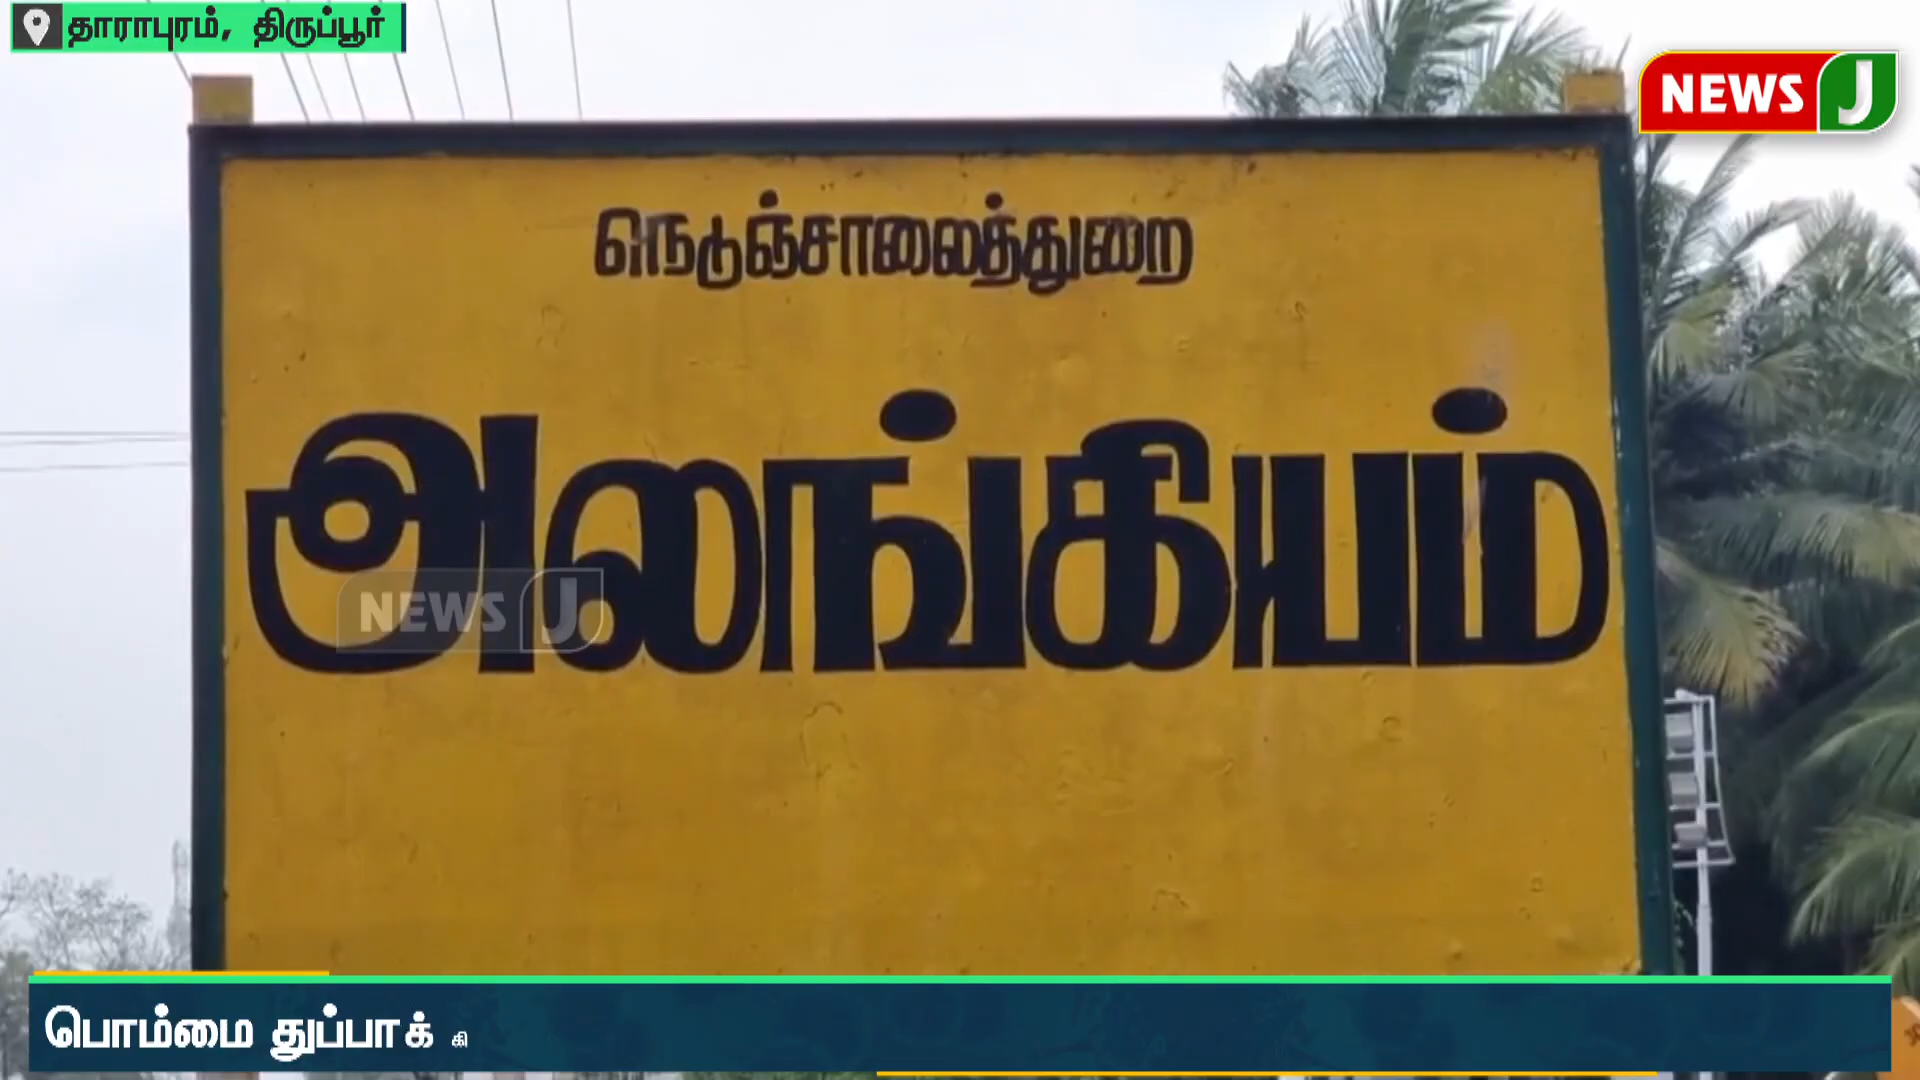 தாராபுரம், திருப்பூர்
NEWS J
நெடுஞ்சாலைத்துறை
அலங்கியம்
NEWS J
பொம்மை துப்பாக் கி